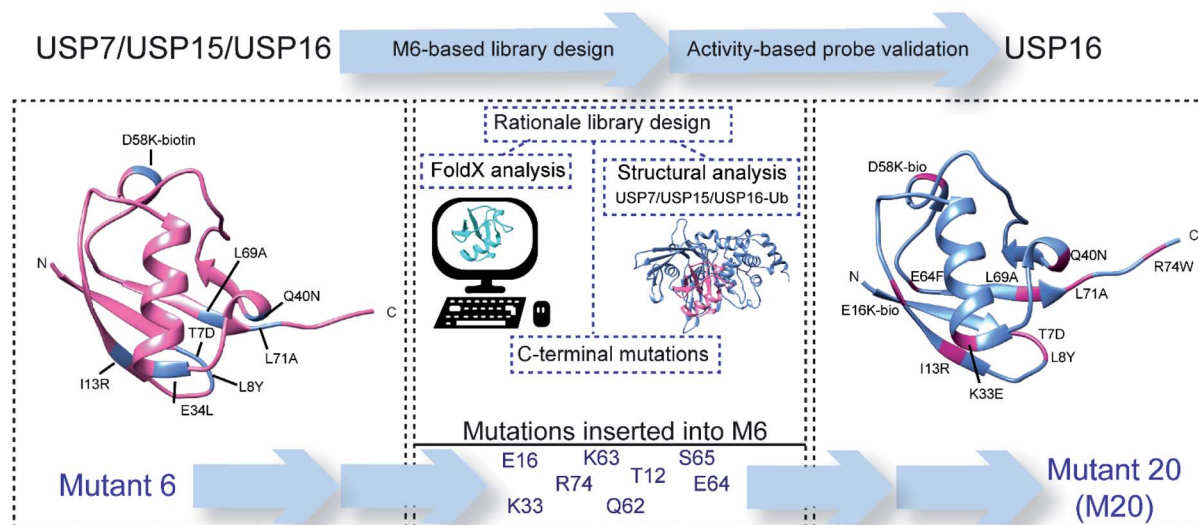 USP7/USP15/USP16
M6-based library design
Activity-based probe validation
USP16
D58K-biotin
N
L69A
Q40N
C
T7D
L71A
I13R
L8Y
E34L
Mutant 6
Rationale library design
FoldX analysis
Structural analysis
USP7/USP15/USP16-Ub
C-terminal mutations
Mutations inserted into M6
E16 K63 S65
R74 T12 E64
K33 Q62
D58K-bio
C
Q40N
R74W
N
E64F
L69A
L71A
E16K-bio
T7D
I13R
L8Y
K33E
Mutant 20
(M20)